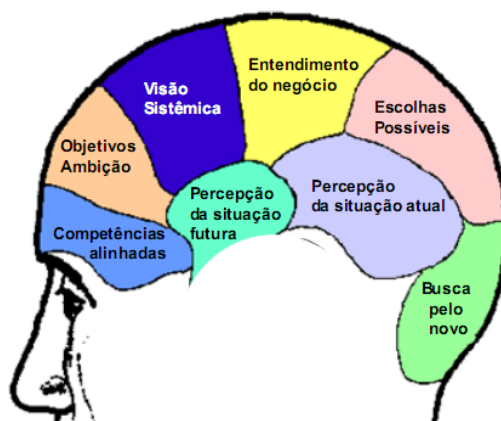 Visão
Sistêmica
Entendimento
do negócio
Escolhas
Possíveis
Objetivos
Ambição
Percepção
da situação
futura
Percepção
da situação atual
Competências
alinhadas
Busca
pelo
novo